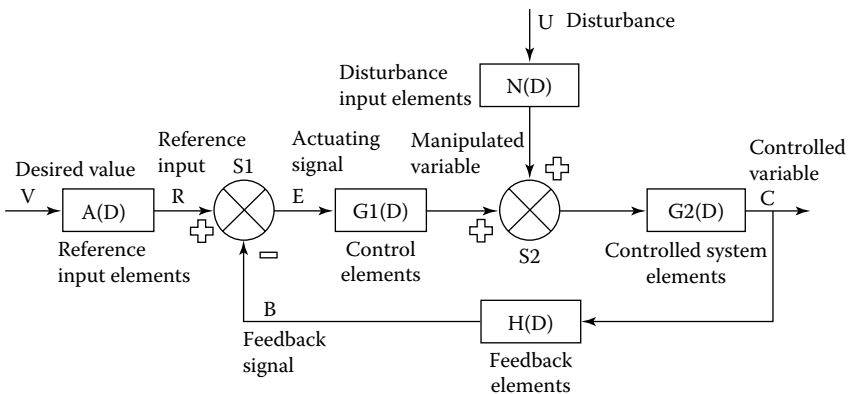 U Disturbance
Disturbance
input elements
N(D)
Desired value
V
A(D)
Reference
input elements
Reference
input
R
S1
Actuating
signal
E
G1(D)
Control
elements
Manipulated
variable
S2
G2(D)
Controlled system
elements
Controlled
variable
C
H(D)
Feedback
elements
B
Feedback
signal